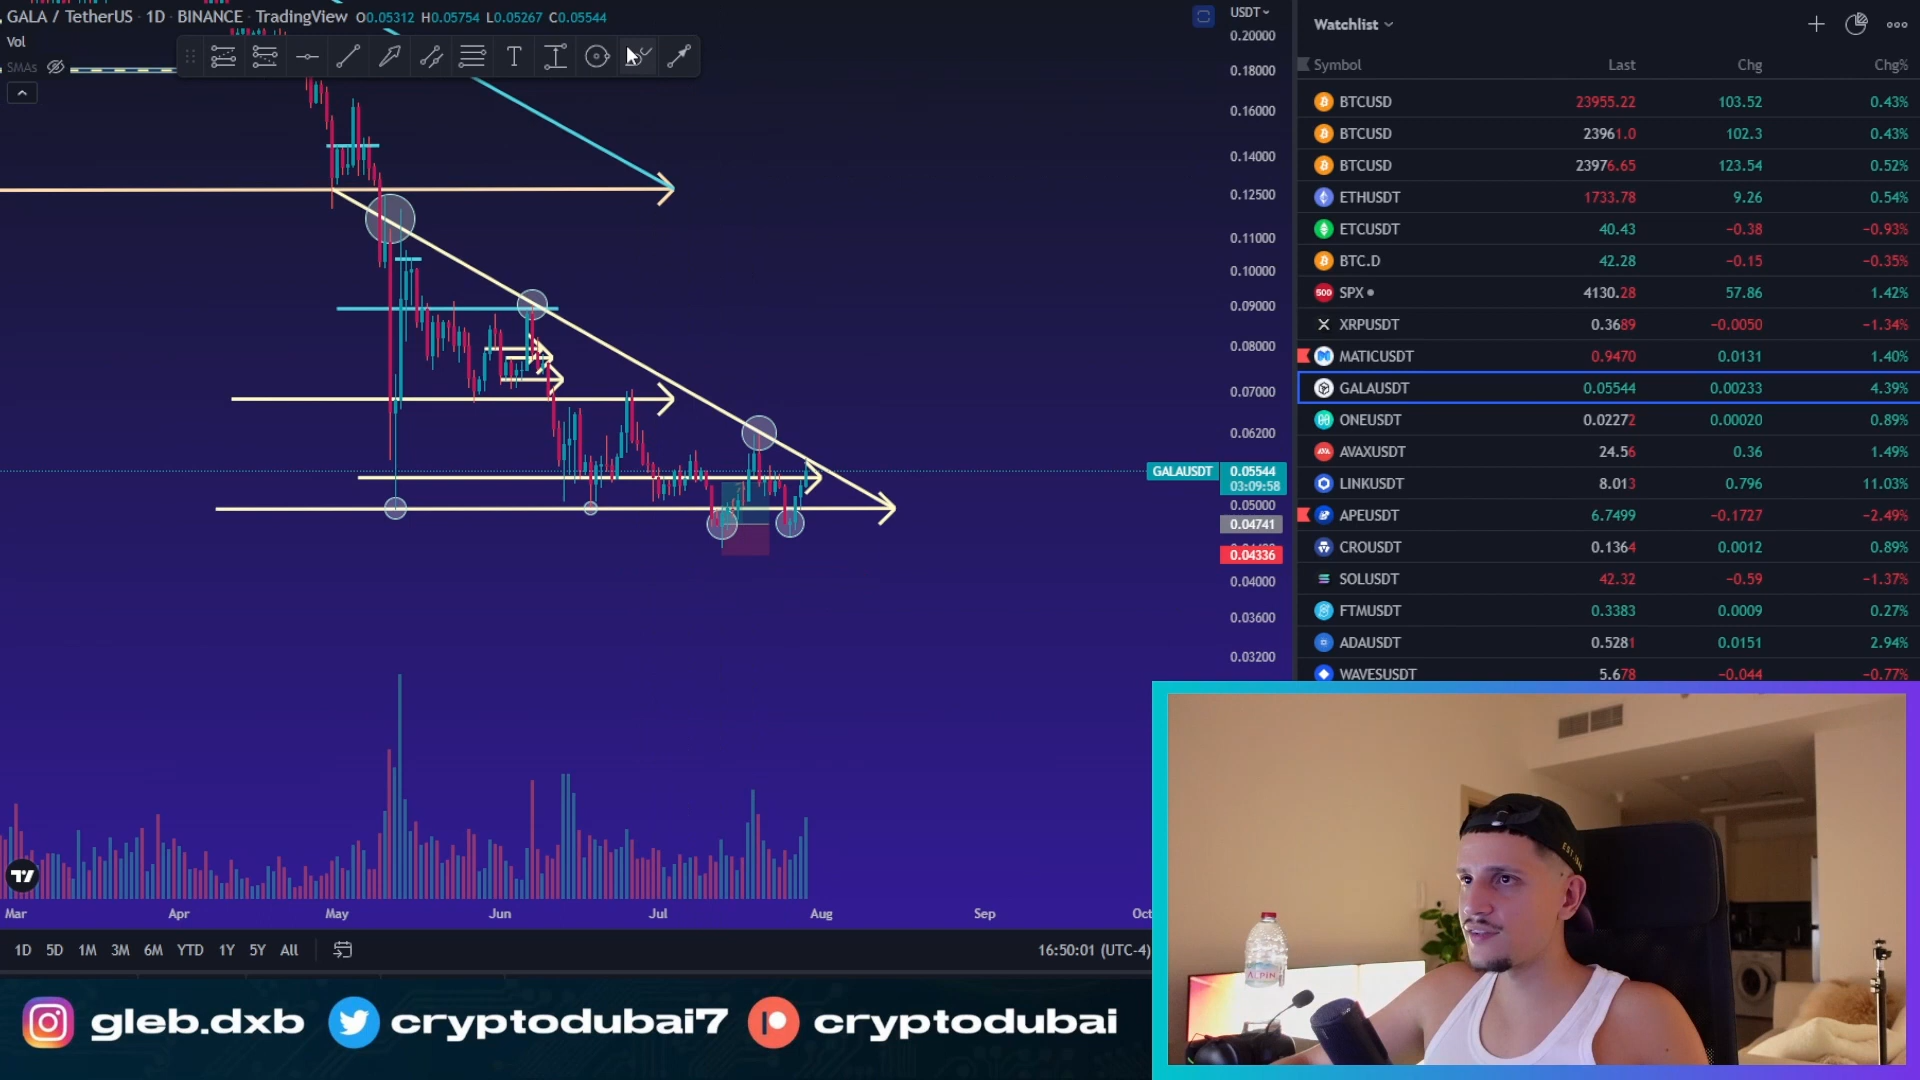 GALA / TetherUS · 1D · BINANCE · TradingView O0.05312 H0.05754 L0.05267 C0.05544
Vol
SMAs
USDT
0.20000
0.18000
0.16000
0.14000
0.12500
0.11000
0.10000
0.09000
0.08000
0.07000
0.06200
GALAUSDT 0.05544
03:09:58
0.05000
0.04741
0.04336
0.04000
0.03600
0.03200
Mar Apr May Jun Jul Aug Sep Oct
1D 5D 1M 3M 6M YTD 1Y 5Y All
16:50:01 (UTC-4)
Watchlist
Symbol Last Chg Chg%
BTCUSD 23955.22 103.52 0.43%
BTCUSD 23961.0 102.3 0.43%
BTCUSD 23976.65 123.54 0.52%
ETHUSDT 1733.78 9.26 0.54%
ETCUSDT 40.43 −0.38 −0.93%
BTC.D 42.28 −0.15 −0.35%
500 SPX 4130.28 57.86 1.42%
XRPUSDT 0.3689 −0.0050 −1.34%
MATICUSDT 0.9470 0.0131 1.40%
GALAUSDT 0.05544 0.00233 4.39%
ONEUSDT 0.02272 0.00020 0.89%
AVAXUSDT 24.56 0.36 1.49%
LINKUSDT 8.013 0.796 11.03%
APEUSDT 6.7499 −0.1727 −2.49%
CROUSDT 0.1364 0.0012 0.89%
SOLUSDT 42.32 −0.59 −1.37%
FTMUSDT 0.3383 0.0009 0.27%
ADAUSDT 0.5281 0.0151 2.94%
WAVESUSDT 5.678 −0.044 −0.77%
ALPIN
gleb.dxb cryptodubai7 cryptodubai